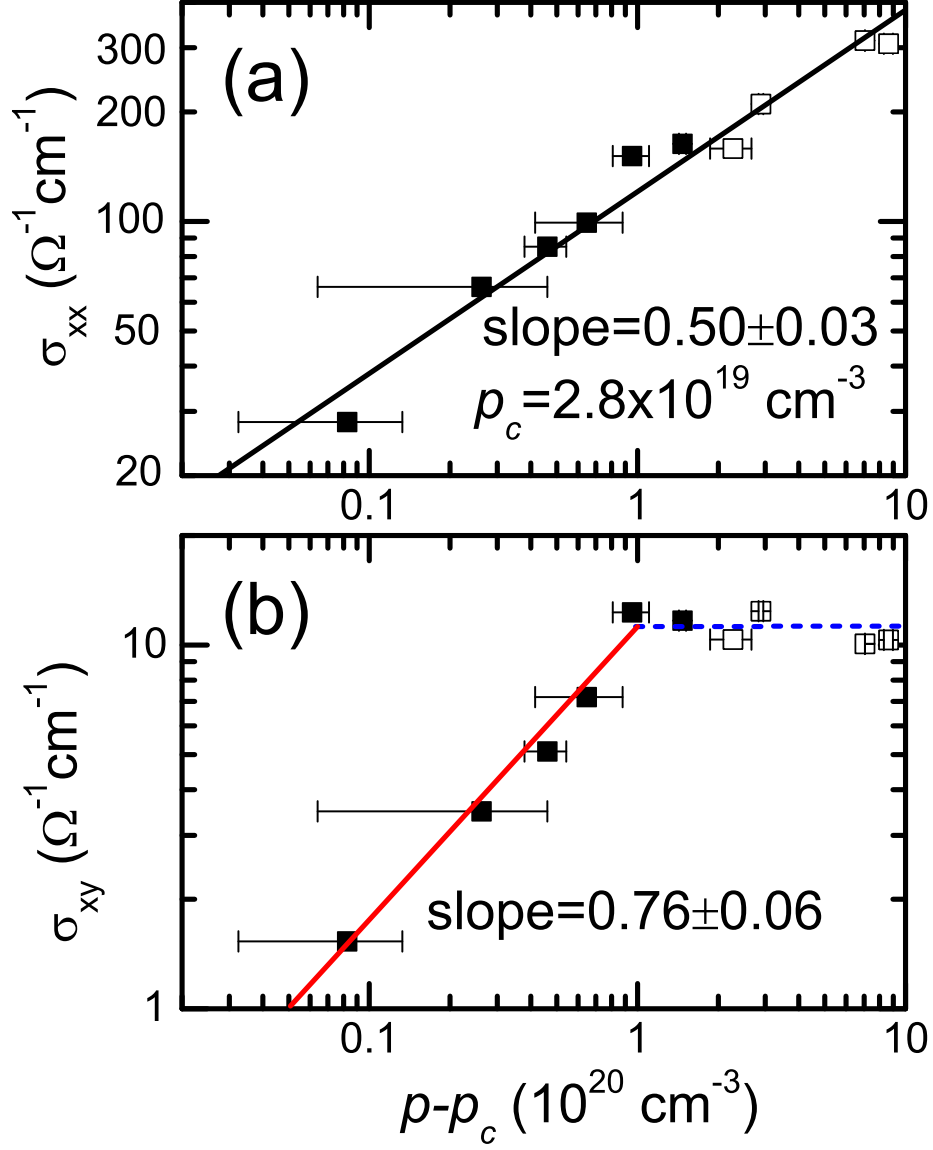 (a)
σxx (Ω-1cm-1)
300
200
100
50
20
slope=0.50±0.03
pc=2.8x1019 cm-3
0.1
1
10
(b)
σxy (Ω-1cm-1)
10
1
slope=0.76±0.06
0.1
1
10
p-pc (1020 cm-3)